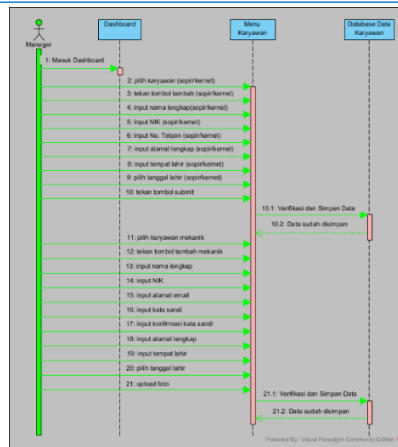 Dashboard
Menu
Karyawan
Database Data
Karyawan
Manager
1: Masuk Dashboard
2: pilih karyawan (sopir/kernet)
3: tekan tombol tambah (sopir/kernet)
4: input nama lengkap(sopir/kernet)
5: input NIK (sopir/kernet)
6: input No. Telpon (sopir/kernet)
7: input alamat lengkap (sopir/kernet)
8: input tempat lahir (sopir/kernet)
9: pilih tanggal lahir (sopir/kernet)
10: tekan tombol submit
10.1: Verifikasi dan Simpan Data
10.2: Data sudah disimpan
11: pilih karyawan mekanik
12: tekan tombol tambah mekanik
13: input nama lengkap
14: input NIK
15: input alamat email
16: input kata sandi
17: input konfirmasi kata sandi
18: input alamat lengkap
19: input tempat lahir
20: pilih tanggal lahir
21: upload foto
21.1: Verifikasi dan Simpan Data
21.2: Data sudah disimpan
Powered By: Visual Paradigm Community Edition